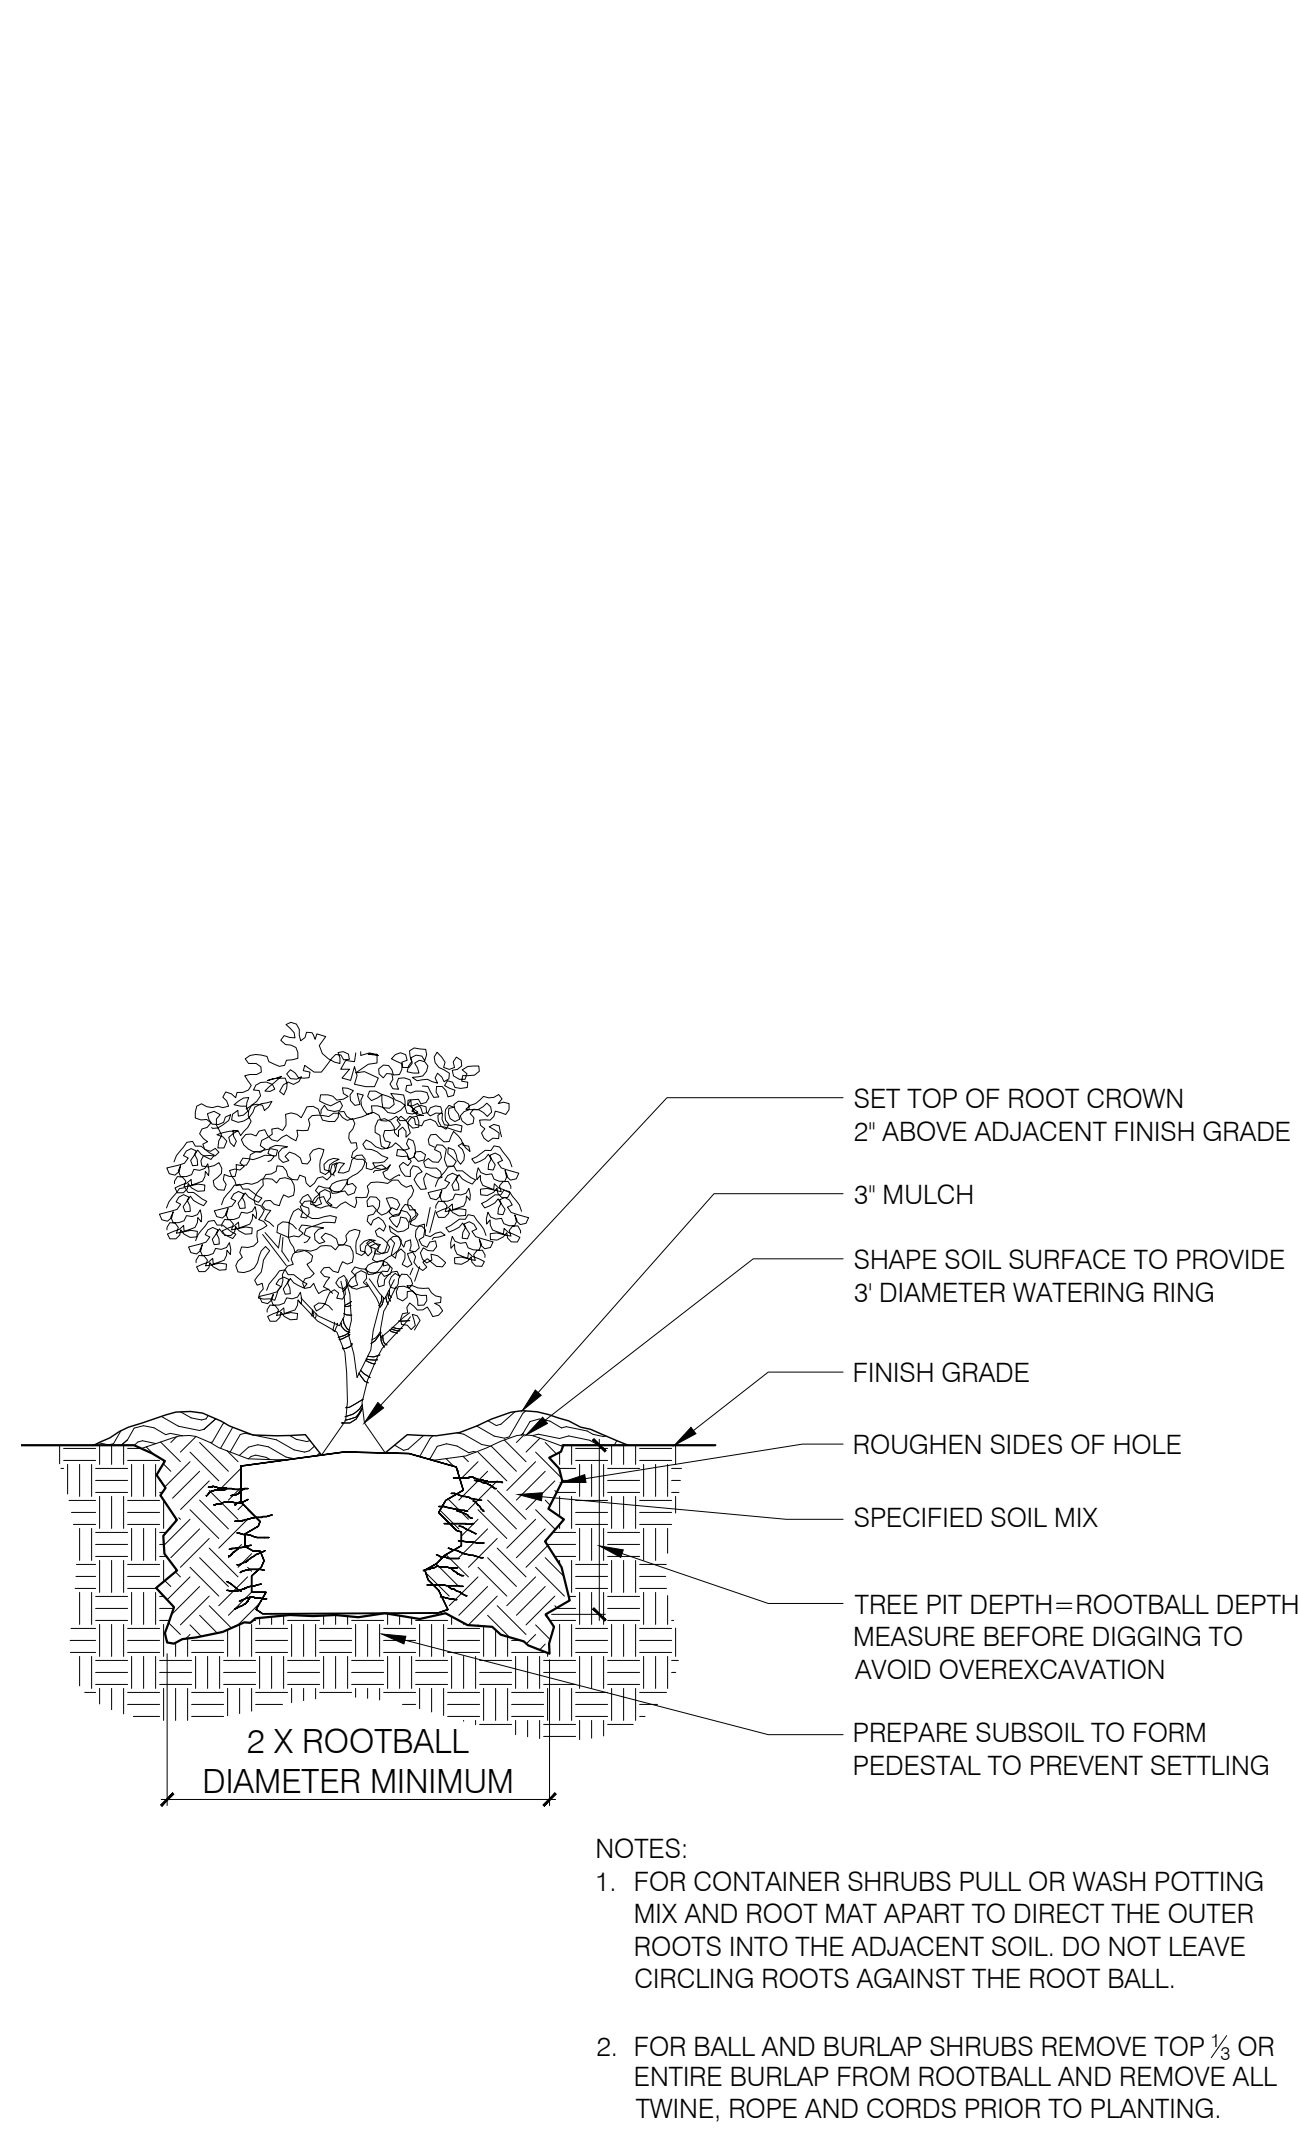 SET TOP OF ROOT CROWN
2" ABOVE ADJACENT FINISH GRADE
3" MULCH
SHAPE SOIL SURFACE TO PROVIDE
3' DIAMETER WATERING RING
FINISH GRADE
ROUGHEN SIDES OF HOLE
SPECIFIED SOIL MIX
TREE PIT DEPTH=ROOTBALL DEPTH
MEASURE BEFORE DIGGING TO
AVOID OVEREXCAVATION
PREPARE SUBSOIL TO FORM
PEDESTAL TO PREVENT SETTLING
2 X ROOTBALL
DIAMETER MINIMUM
NOTES:
1. FOR CONTAINER SHRUBS PULL OR WASH POTTING
MIX AND ROOT MAT APART TO DIRECT THE OUTER
ROOTS INTO THE ADJACENT SOIL. DO NOT LEAVE
CIRCLING ROOTS AGAINST THE ROOT BALL.
2. FOR BALL AND BURLAP SHRUBS REMOVE TOP ⅓ OR
ENTIRE BURLAP FROM ROOTBALL AND REMOVE ALL
TWINE, ROPE AND CORDS PRIOR TO PLANTING.